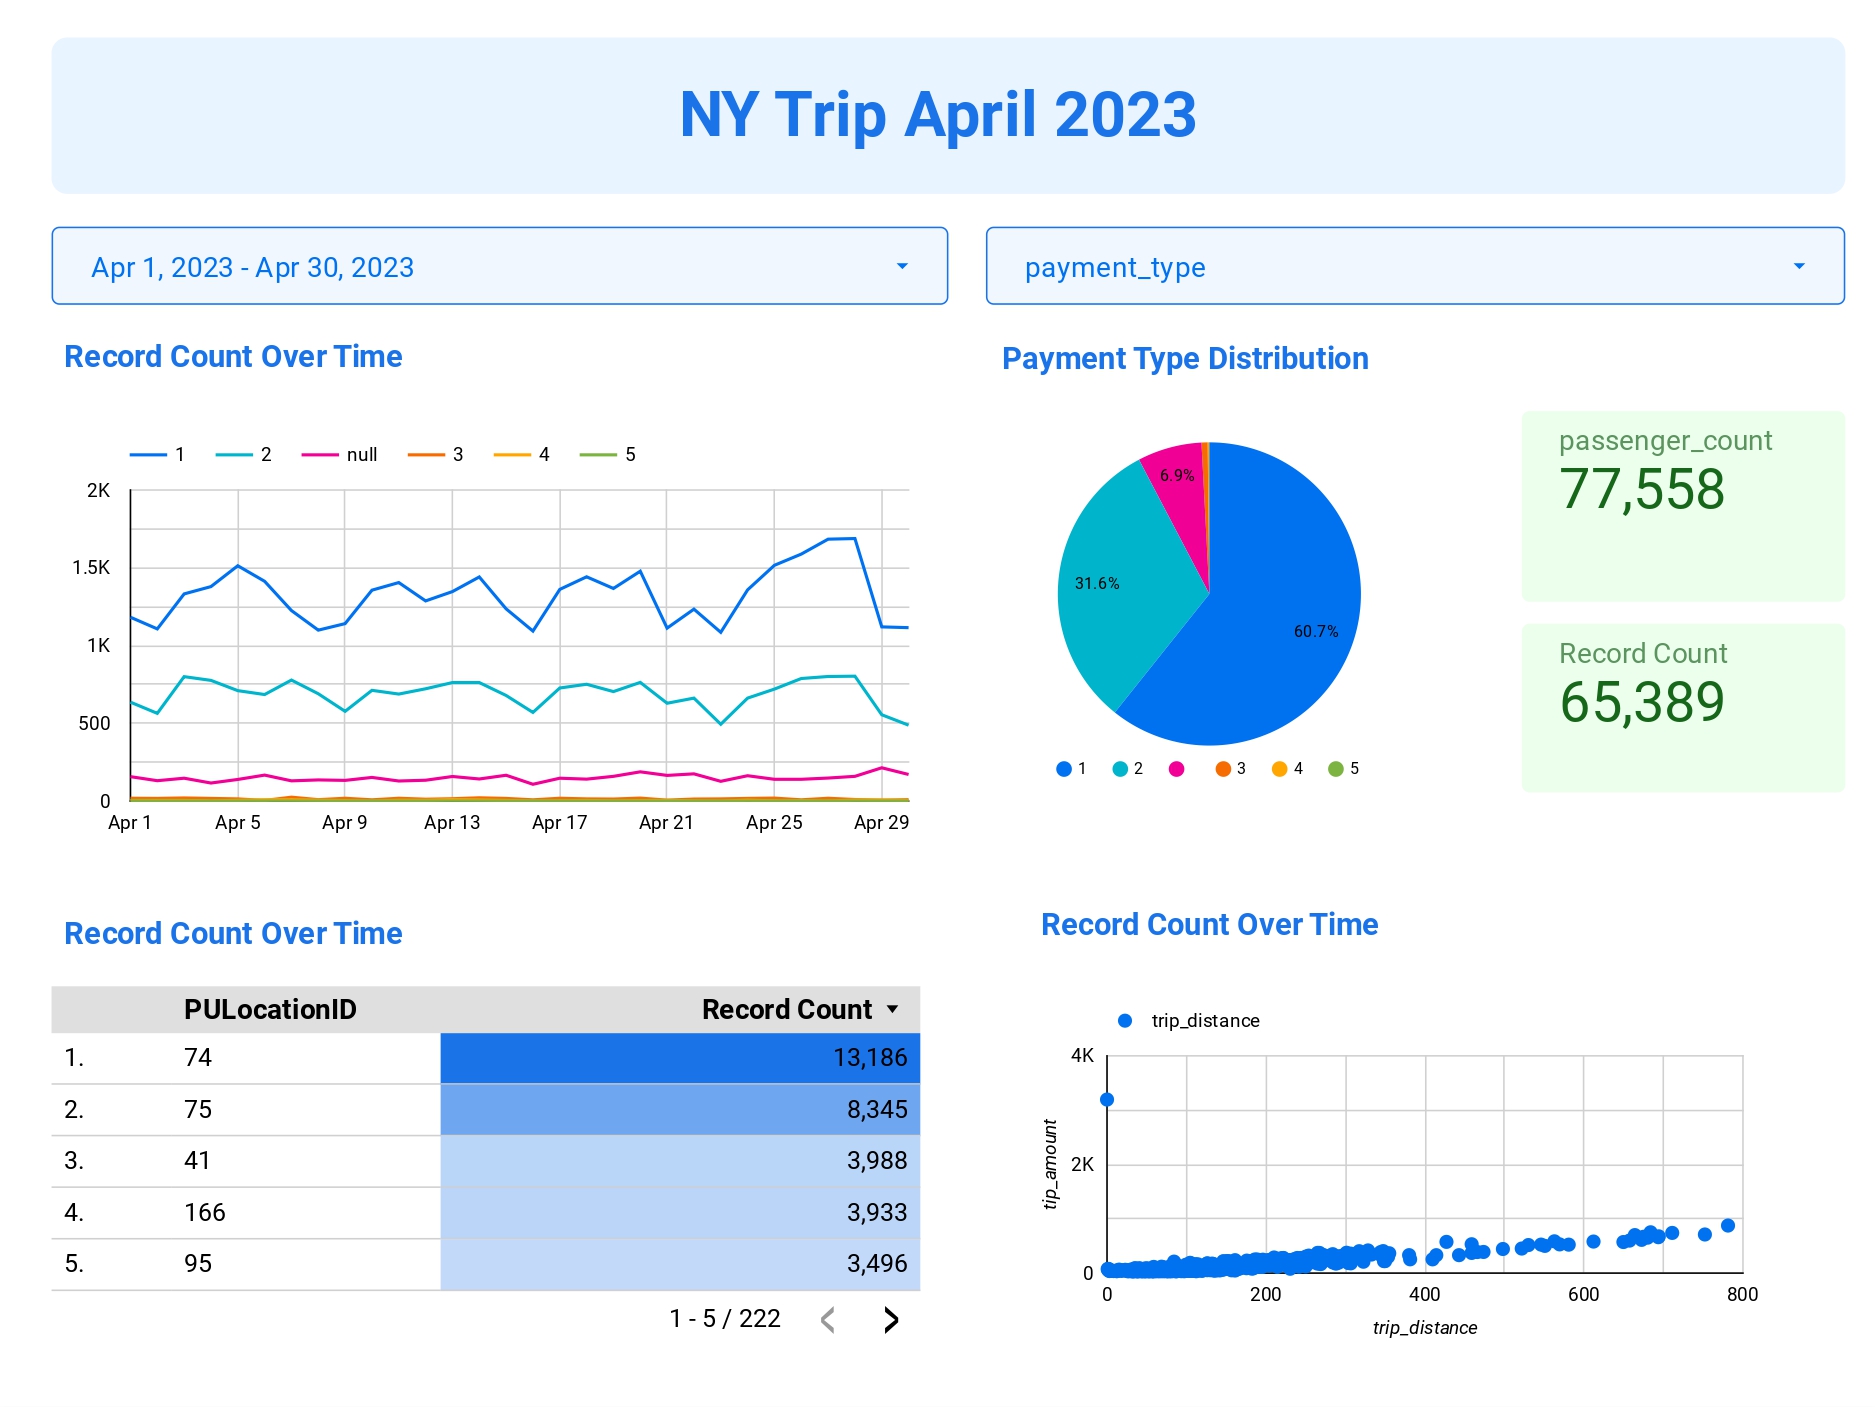 NY Trip April 2023
Apr 1, 2023 - Apr 30, 2023
payment_type
Record Count Over Time
1 2 null 3 4 5
2K
1.5K
1K
500
0
Apr 1 Apr 5 Apr 9 Apr 13 Apr 17 Apr 21 Apr 25 Apr 29
Payment Type Distribution
6.9%
31.6%
60.7%
1 2 3 4 5
passenger_count
77,558
Record Count
65,389
Record Count Over Time
PULocationID Record Count
1. 74 13,186
2. 75 8,345
3. 41 3,988
4. 166 3,933
5. 95 3,496
1 - 5 / 222
Record Count Over Time
trip_distance
4K
2K
0
tip_amount
0 200 400 600 800
trip_distance